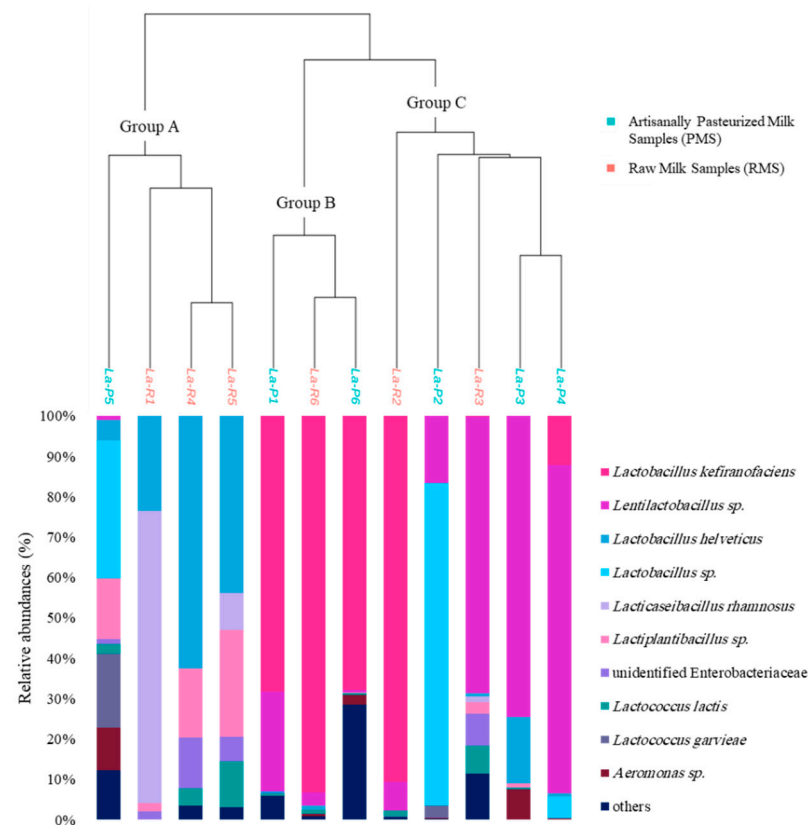 Group A
Group B
Group C
Artisanally Pasteurized Milk
Samples (PMS)
Raw Milk Samples (RMS)
La-P5
La-R1
La-R4
La-R5
La-P1
La-R6
La-P6
La-R2
La-P2
La-R3
La-P3
La-P4
Relative abundances (%)
100%
90%
80%
70%
60%
50%
40%
30%
20%
10%
0%
Lactobacillus kefiranofaciens
Lentilactobacillus sp.
Lactobacillus helveticus
Lactobacillus sp.
Lacticaseibacillus rhamnosus
Lactiplantibacillus sp.
unidentified Enterobacteriaceae
Lactococcus lactis
Lactococcus garvieae
Aeromonas sp.
others